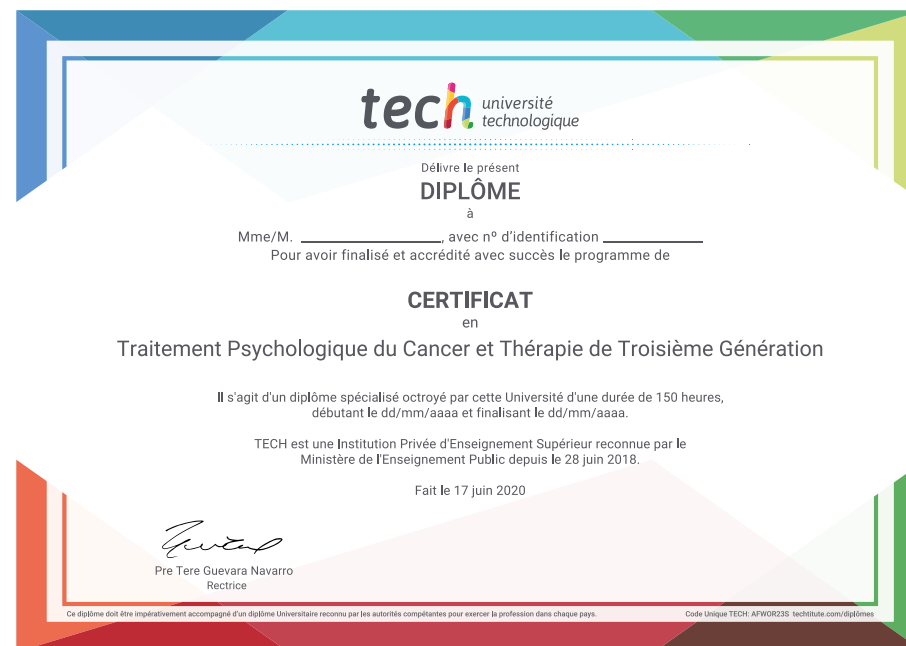 tech université
technologique
Délivre le présent
DIPLÔME
à
Mme/M. ____________________, avec nº d'identification ______________
Pour avoir finalisé et accrédité avec succès le programme de
CERTIFICAT
en
Traitement Psychologique du Cancer et Thérapie de Troisième Génération
Il s'agit d'un diplôme spécialisé octroyé par cette Université d'une durée de 150 heures,
débutant le dd/mm/aaaa et finalisant le dd/mm/aaaa.
TECH est une Institution Privée d'Enseignement Supérieur reconnue par le
Ministère de l'Enseignement Public depuis le 28 juin 2018.
Fait le 17 juin 2020
Pre Tere Guevara Navarro
Rectrice
Ce diplôme doit être impérativement accompagné d'un diplôme Universitaire reconnu par les autorités compétantes pour exercer la profession dans chaque pays.
Code Unique TECH: AFWOR23S techtitute.com/diplômes